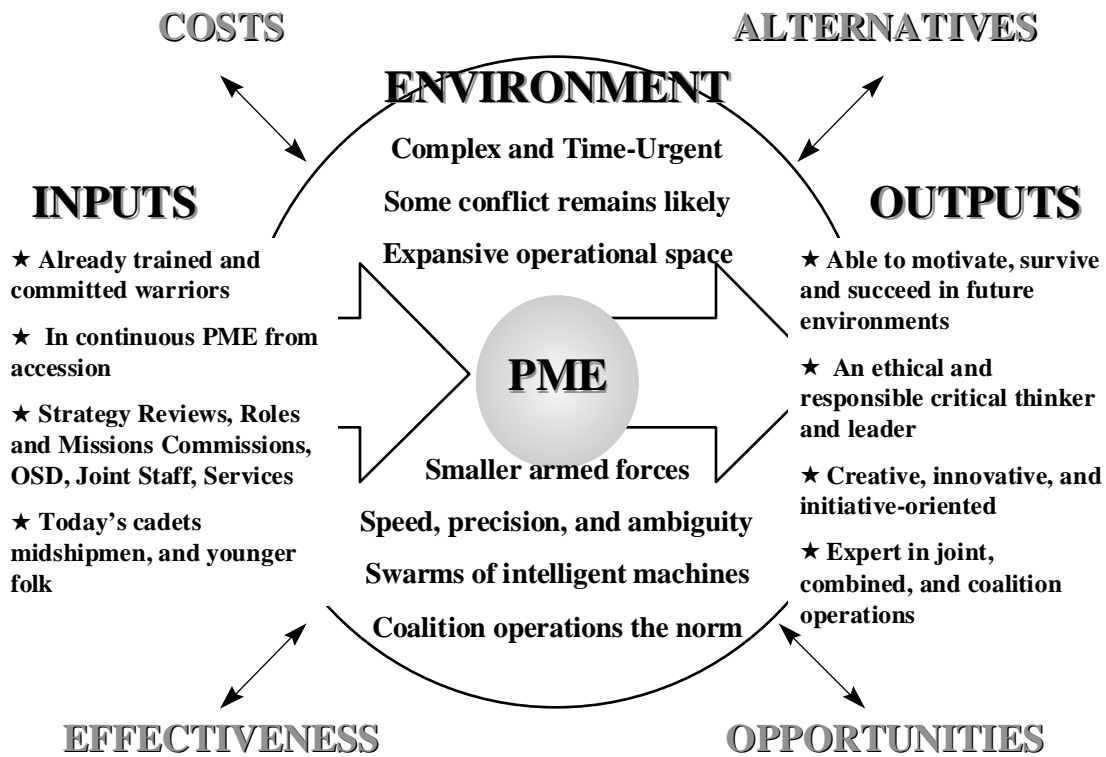 COSTS
ALTERNATIVES
ENVIRONMENT
Complex and Time-Urgent
Some conflict remains likely
Expansive operational space
INPUTS
★ Already trained and
committed warriors
★ In continuous PME from
accession
★ Strategy Reviews, Roles
and Missions Commissions,
OSD, Joint Staff, Services
★ Today’s cadets
midshipmen, and younger
folk
PME
Smaller armed forces
Speed, precision, and ambiguity
Swarms of intelligent machines
Coalition operations the norm
OUTPUTS
★ Able to motivate, survive
and succeed in future
environments
★ An ethical and
responsible critical thinker
and leader
★ Creative, innovative, and
initiative-oriented
★ Expert in joint,
combined, and coalition
operations
EFFECTIVENESS
OPPORTUNITIES